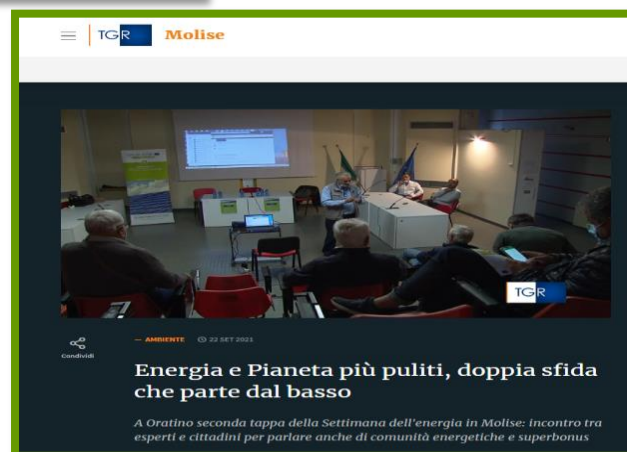 TGR Molise
TGR
Condividi
— AMBIENTE 22 SET 2021
Energia e Pianeta più puliti, doppia sfida
che parte dal basso
A Oratino seconda tappa della Settimana dell'energia in Molise: incontro tra
esperti e cittadini per parlare anche di comunità energetiche e superbonus